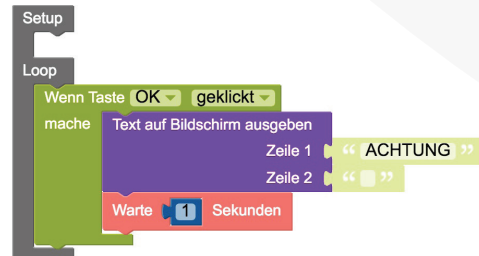 Setup
Loop
Wenn Taste OK geklickt
mache Text auf Bildschirm ausgeben
Zeile 1 “ ACHTUNG ”
Zeile 2 “ ”
Warte 1 Sekunden